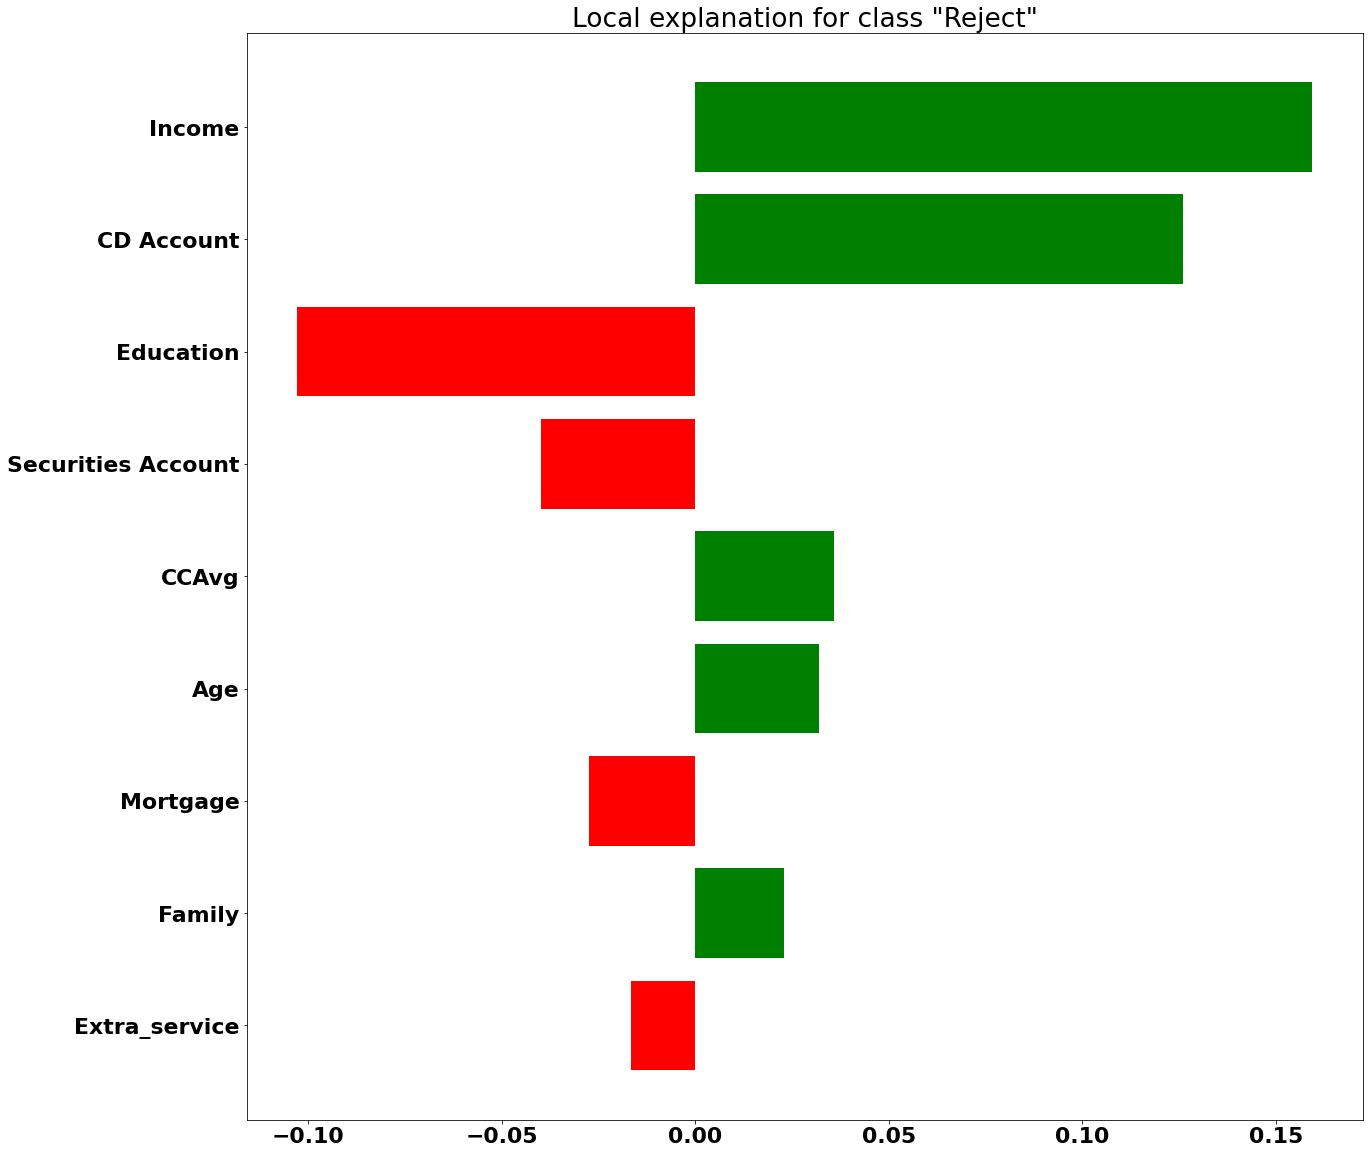 Local explanation for class "Reject"
Income
CD Account
Education
Securities Account
CCAvg
Age
Mortgage
Family
Extra_service
−0.10 −0.05 0.00 0.05 0.10 0.15